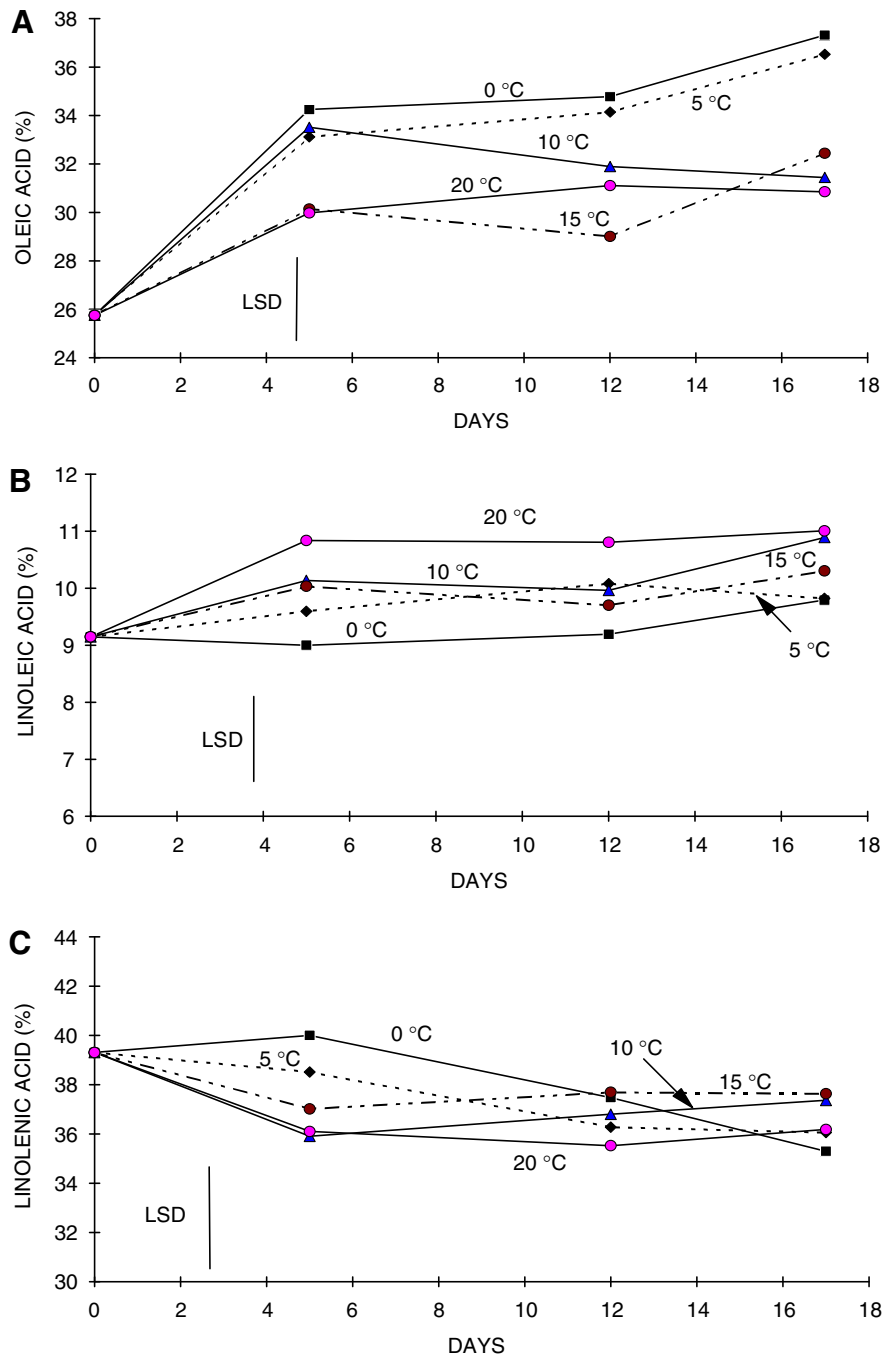 A
OLEIC ACID (%)
38
36
34
32
30
28
26
24
0 °C
5 °C
10 °C
20 °C
15 °C
LSD
0 2 4 6 8 10 12 14 16 18
DAYS
B
LINOLEIC ACID (%)
12
11
10
9
8
7
6
20 °C
10 °C
15 °C
0 °C
5 °C
LSD
0 2 4 6 8 10 12 14 16 18
DAYS
C
LINOLENIC ACID (%)
44
42
40
38
36
34
32
30
0 °C
10 °C
5 °C
15 °C
20 °C
LSD
0 2 4 6 8 10 12 14 16 18
DAYS